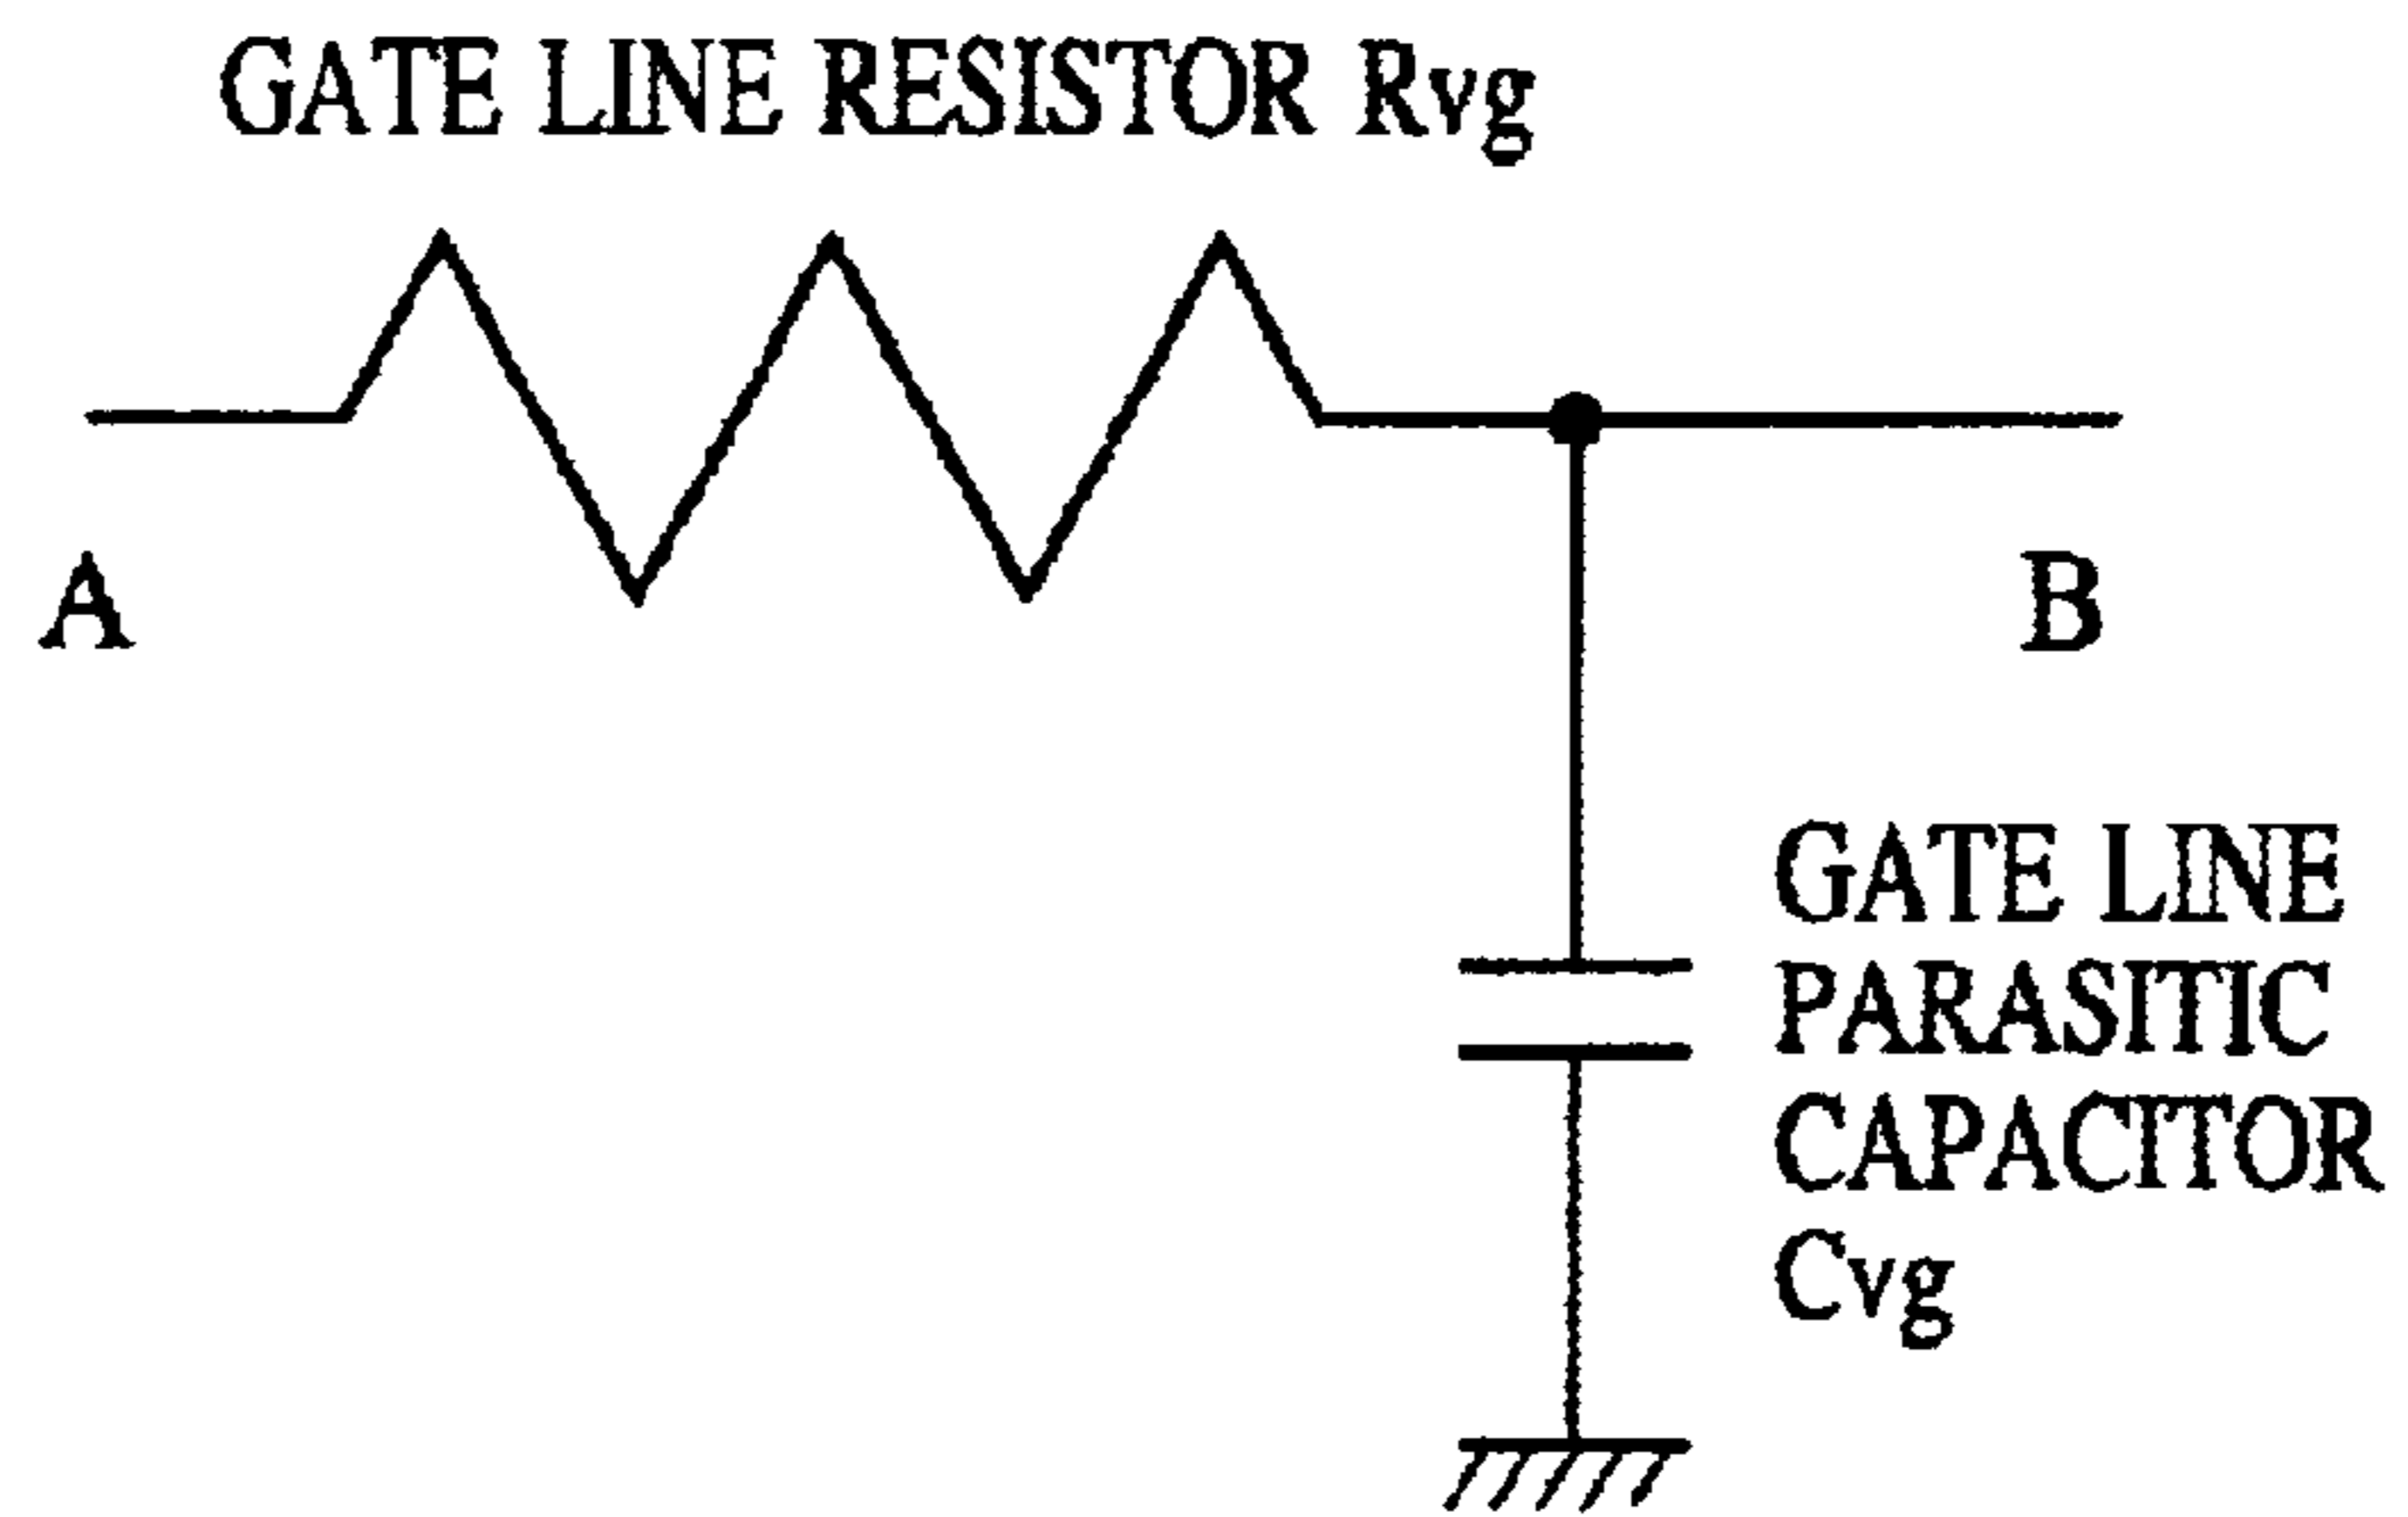 GATE LINE RESISTOR Rvg
A
B
GATE LINE
PARASITIC
CAPACITOR
Cvg